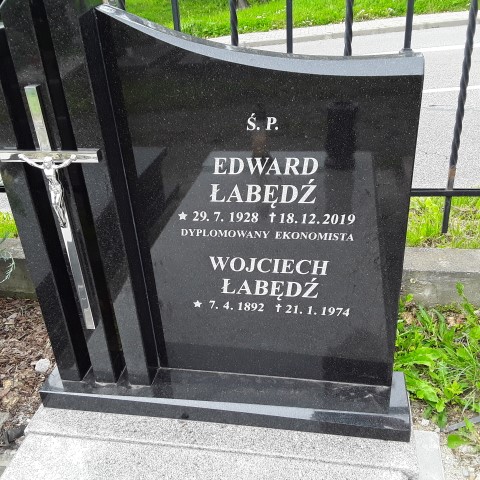 Ś. P.
EDWARD
ŁABĘDŹ
★ 29. 7. 1928 ✝ 18. 12. 2019
DYPLOMOWANY EKONOMISTA
WOJCIECH
ŁABĘDŹ
★ 7. 4. 1892 ✝ 21. 1. 1974